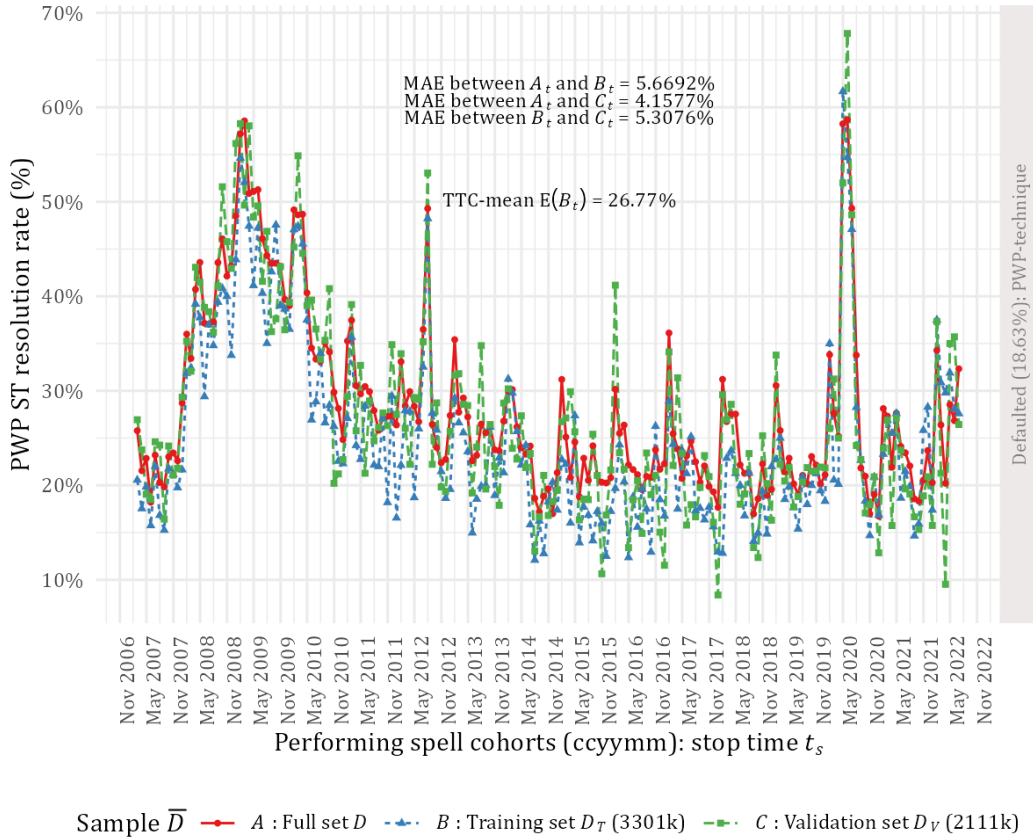 70%
60%
50%
40%
30%
20%
10%
PWP ST resolution rate (%)
MAE between A_t and B_t = 5.6692%
MAE between A_t and C_t = 4.1577%
MAE between B_t and C_t = 5.3076%
TTC-mean E(B_t) = 26.77%
Defaulted (18.63%): PWP-technique
Nov 2006
May 2007
Nov 2007
May 2008
Nov 2008
May 2009
Nov 2009
May 2010
Nov 2010
May 2011
Nov 2011
May 2012
Nov 2012
May 2013
Nov 2013
May 2014
Nov 2014
May 2015
Nov 2015
May 2016
Nov 2016
May 2017
Nov 2017
May 2018
Nov 2018
May 2019
Nov 2019
May 2020
Nov 2020
May 2021
Nov 2021
May 2022
Nov 2022
Performing spell cohorts (ccyymm): stop time t_s
Sample D̅
A : Full set D
B : Training set D_T (3301k)
C : Validation set D_V (2111k)